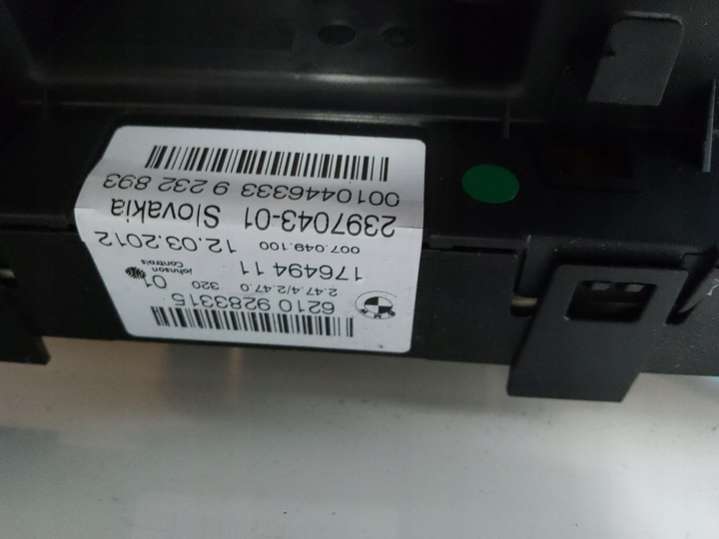 6210 9283315
2.47.4/2.47.0 320
176494 11 01
Johnson
Controls
007.049.100 12.03.2012
2397043-01 Slovakia
0010446333 9 232 893